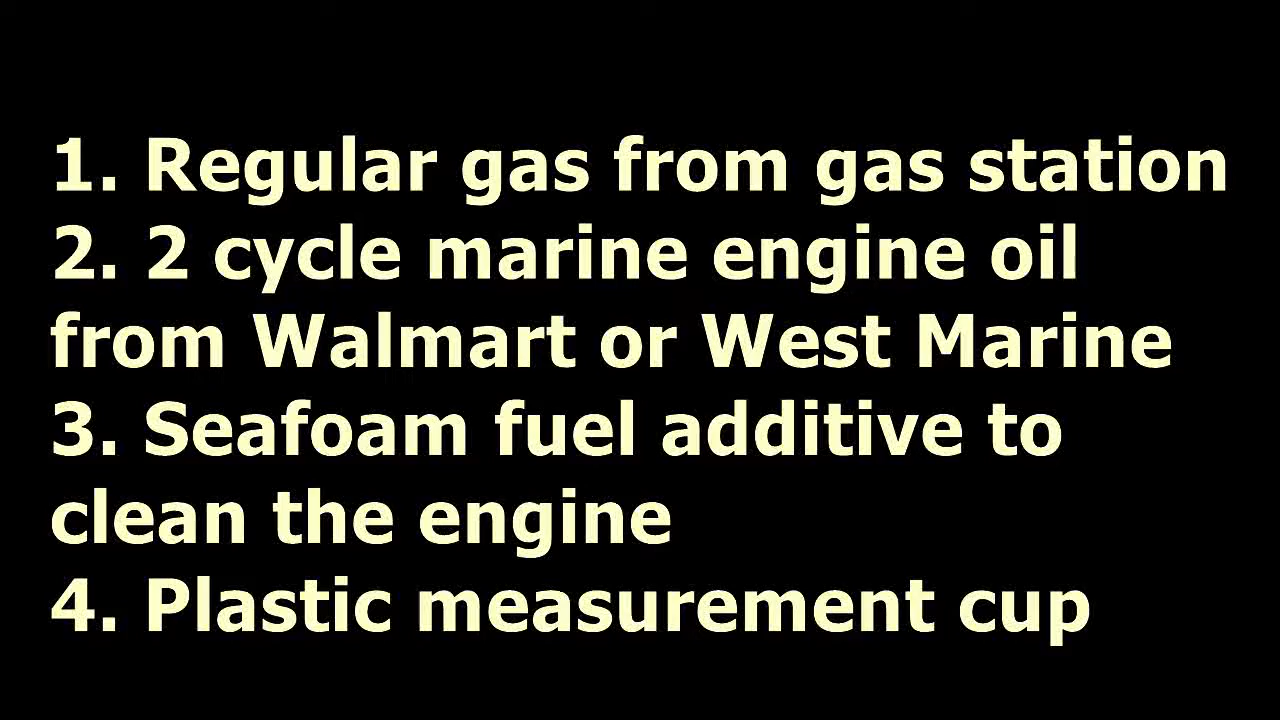 1. Regular gas from gas station
2. 2 cycle marine engine oil
from Walmart or West Marine
3. Seafoam fuel additive to
clean the engine
4. Plastic measurement cup